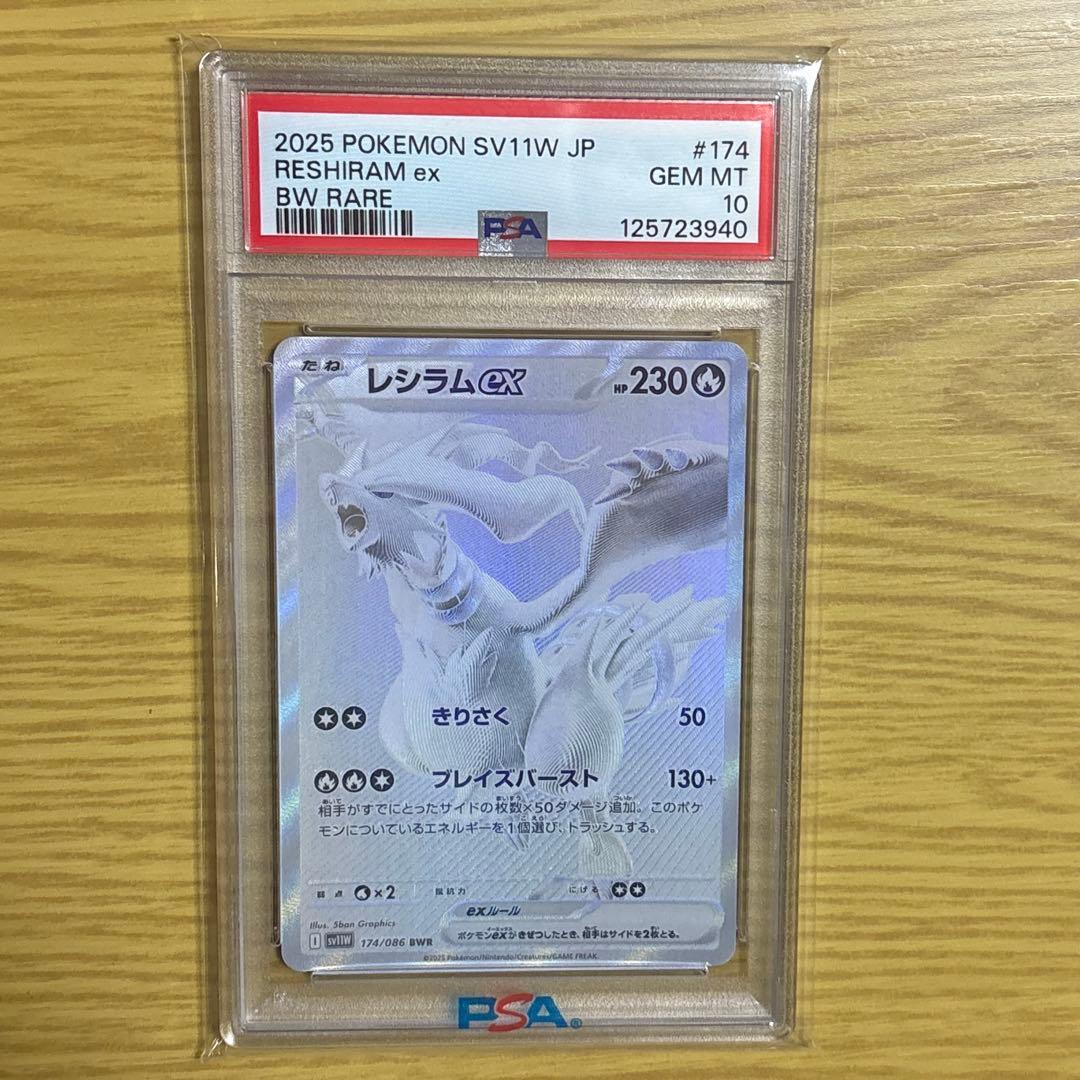 2025 POKEMON SV11W JP #174
RESHIRAM ex GEM MT
BW RARE 10
PSA 125723940
たね レシラムex HP 230
きりさく 50
ブレイズバースト 130+
相手がすでにとったサイドの枚数×50ダメージ追加。このポケ
モンについているエネルギーを1個選び、トラッシュする。
弱点 ×2 抵抗力 にげる
exルール
ポケモンexがきぜつしたとき、相手はサイドを2枚とる。
Illus. 5ban Graphics
I sv11W 174/086 BWR
©2025 Pokémon/Nintendo/Creatures/GAME FREAK.
PSA®